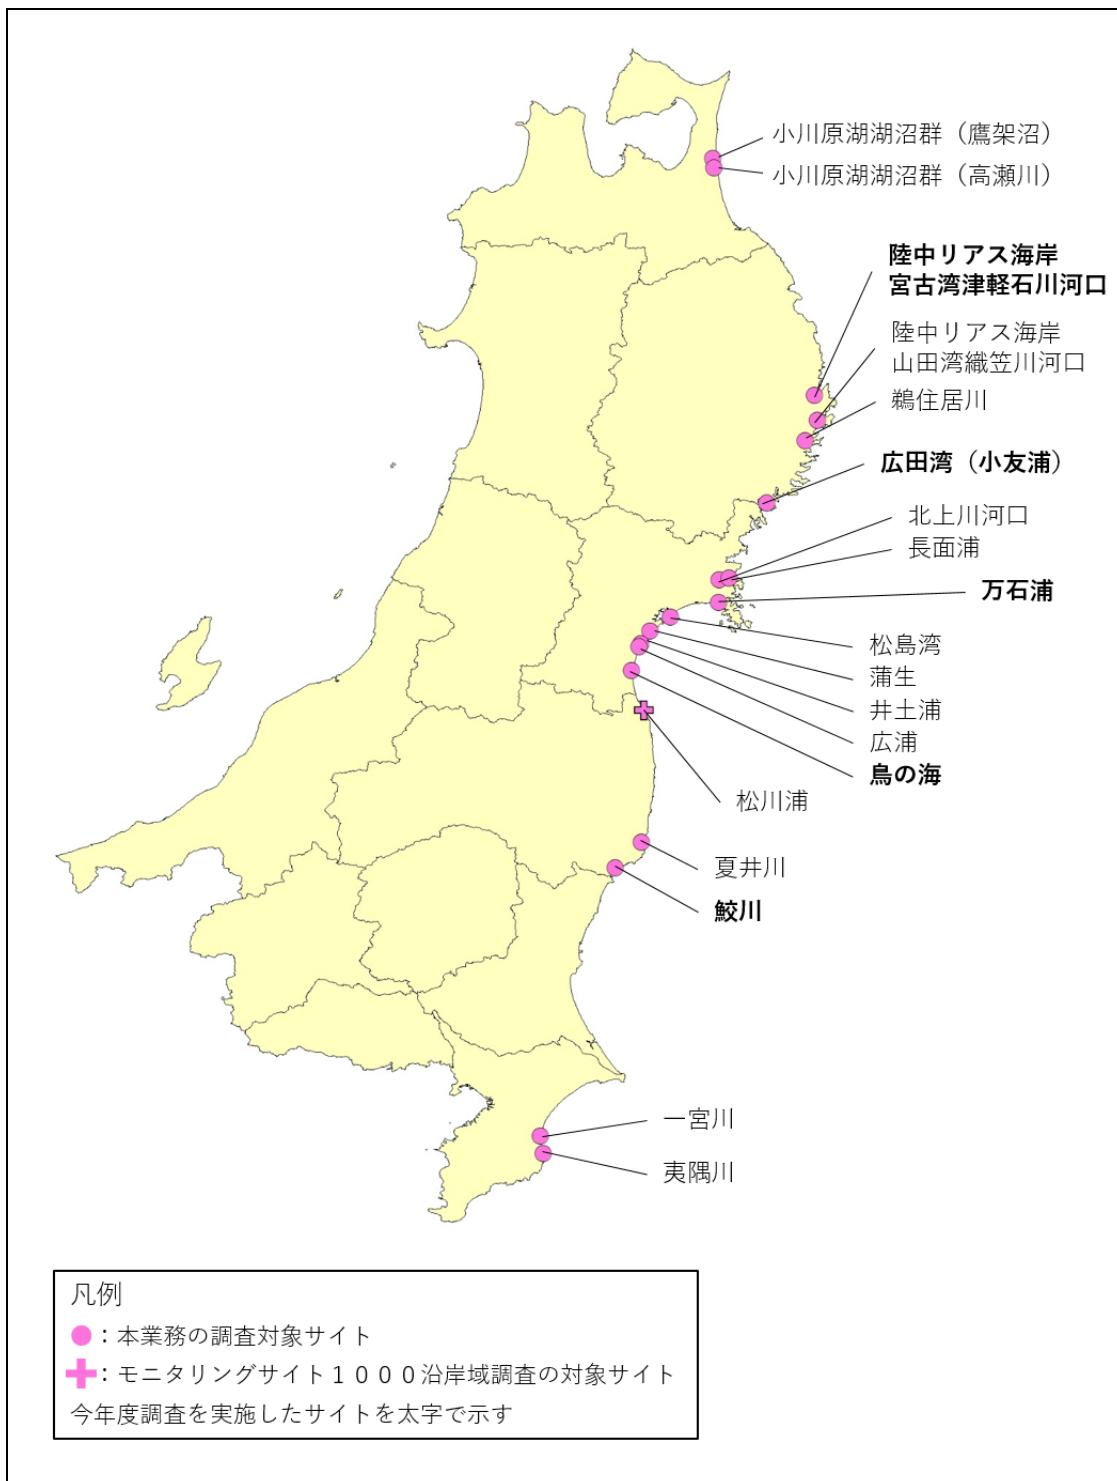 小川原湖湖沼群（鷹架沼）
小川原湖湖沼群（高瀬川）
陸中リアス海岸
宮古湾津軽石川河口
陸中リアス海岸
山田湾織笠川河口
鵜住居川
広田湾（小友浦）
北上川河口
長面浦
万石浦
松島湾
蒲生
井土浦
広浦
鳥の海
松川浦
夏井川
鮫川
一宮川
夷隅川
凡例
：本業務の調査対象サイト
：モニタリングサイト１０００沿岸域調査の対象サイト
今年度調査を実施したサイトを太字で示す